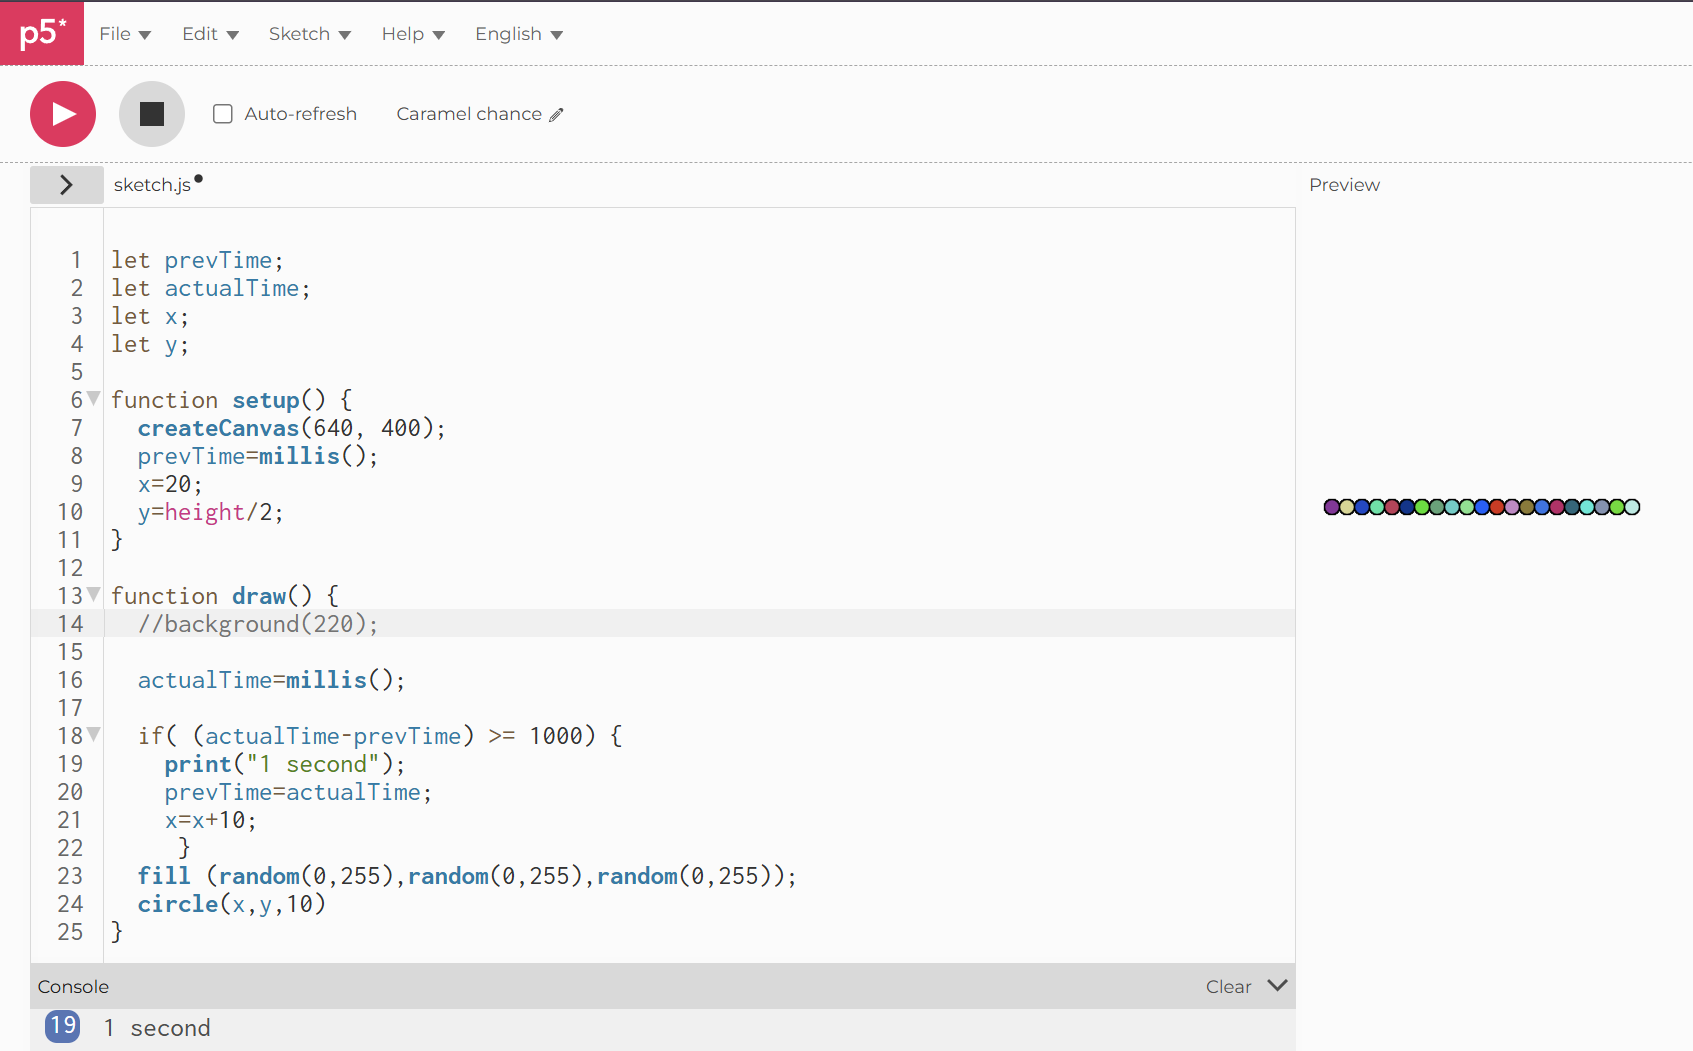 p5*
File Edit Sketch Help English
Auto-refresh Caramel chance
sketch.js
Preview
1 let prevTime;
2 let actualTime;
3 let x;
4 let y;
5
6 function setup() {
7 createCanvas(640, 400);
8 prevTime=millis();
9 x=20;
10 y=height/2;
11 }
12
13 function draw() {
14 //background(220);
15
16 actualTime=millis();
17
18 if( (actualTime-prevTime) >= 1000) {
19 print("1 second");
20 prevTime=actualTime;
21 x=x+10;
22 }
23 fill (random(0,255),random(0,255),random(0,255));
24 circle(x,y,10)
25 }
Console Clear
19 1 second